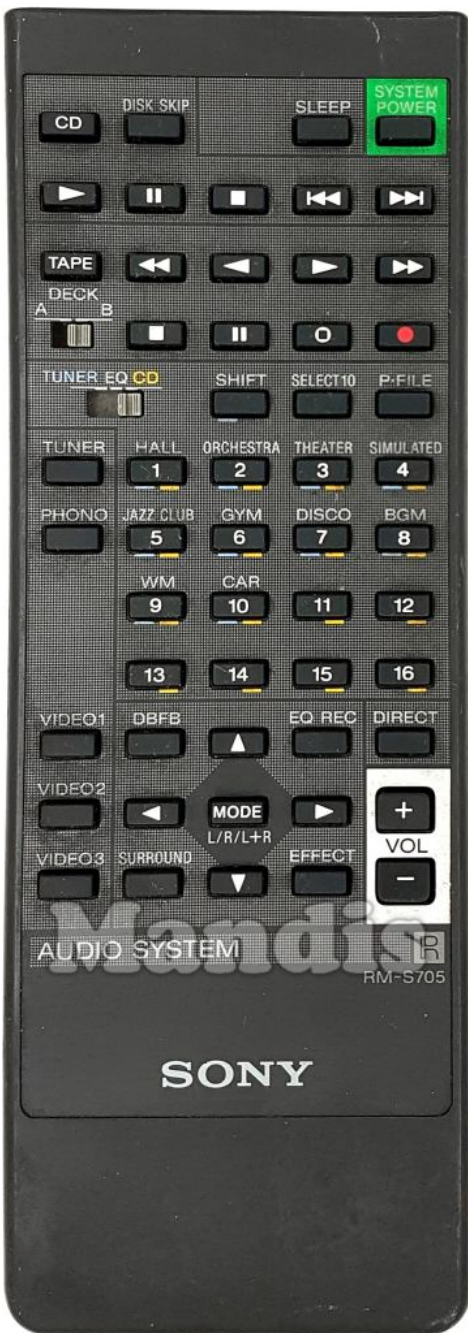 SYSTEM
DISK SKIP SLEEP POWER
CD
TAPE
DECK
A B
TUNER EQ CD SHIFT SELECT10 P·FILE
TUNER HALL ORCHESTRA THEATER SIMULATED
1 2 3 4
PHONO JAZZ CLUB GYM DISCO BGM
5 6 7 8
WM CAR
9 10 11 12
13 14 15 16
VIDEO1 DBFB EQ REC DIRECT
VIDEO2 MODE +
L/R/L+R VOL
VIDEO3 SURROUND EFFECT −
Mandis
AUDIO SYSTEM R
RM-S705
SONY